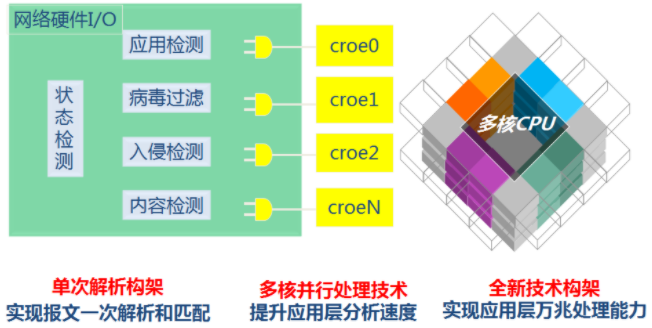 网络硬件I/O
状态检测
应用检测
croe0
病毒过滤
croe1
入侵检测
croe2
内容检测
croeN
多核CPU
单次解析构架
实现报文一次解析和匹配
多核并行处理技术
提升应用层分析速度
全新技术构架
实现应用层万兆处理能力